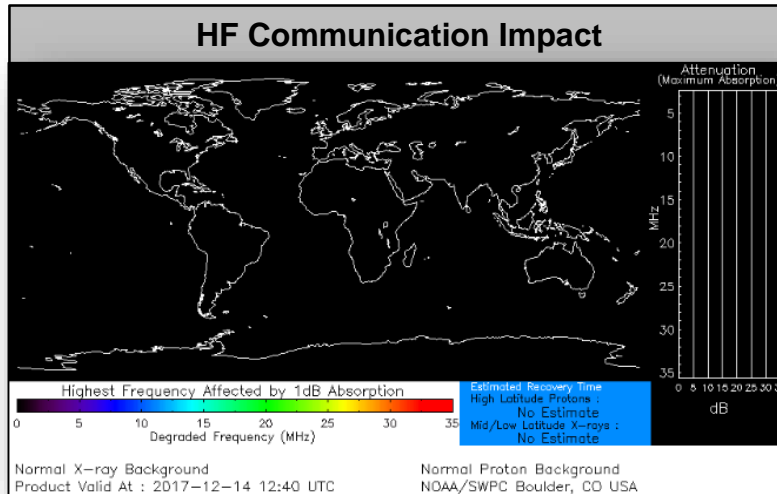 HF Communication Impact
Attenuation
(Maximum Absorption
5
10
15
20
25
30
35
MHz
0 5 10 15 20 25 30
dB
Highest Frequency Affected by 1dB Absorption
0 5 10 15 20 25 30 35
Degraded Frequency (MHz)
Estimated Recovery Time
High Latitude Protons :
No Estimate
Mid/Low Latitude X-rays :
No Estimate
Normal X-ray Background
Product Valid At : 2017-12-14 12:40 UTC
Normal Proton Background
NOAA/SWPC Boulder, CO USA